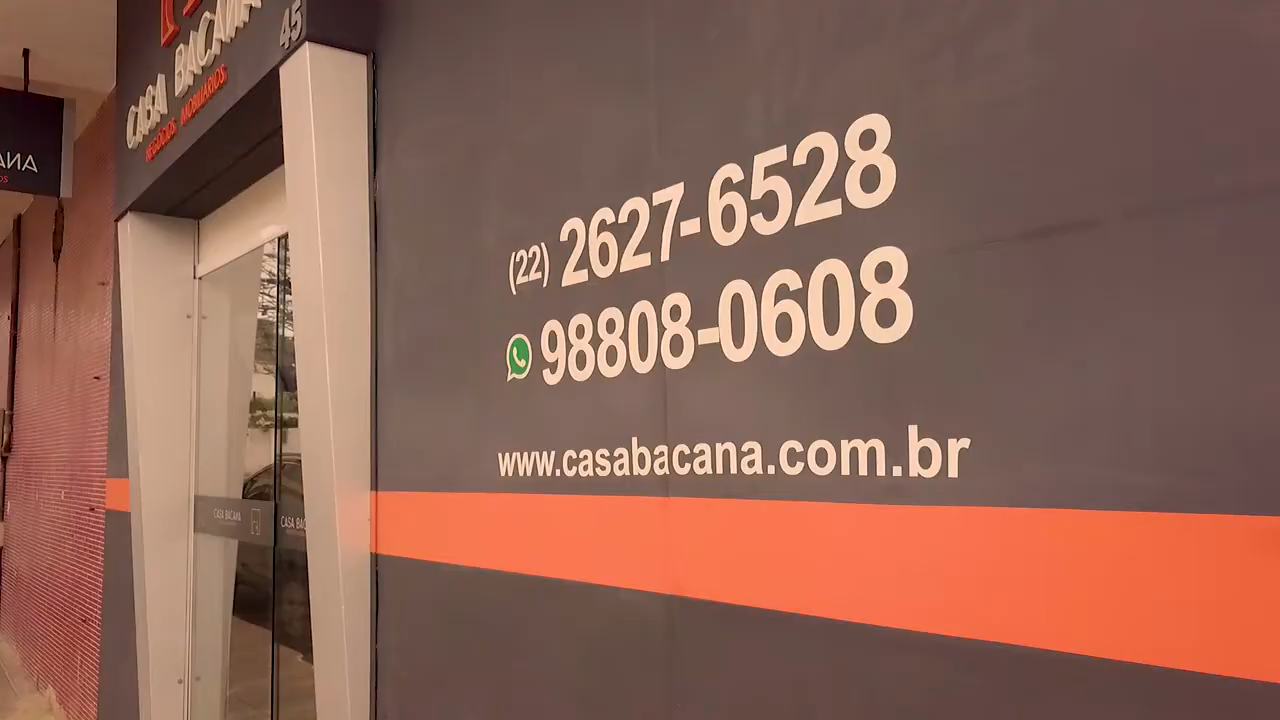 CASA BACANA
NEGÓCIOS IMOBILIÁRIOS
45
(22) 2627-6528
98808-0608
www.casabacana.com.br
CASA BACANA